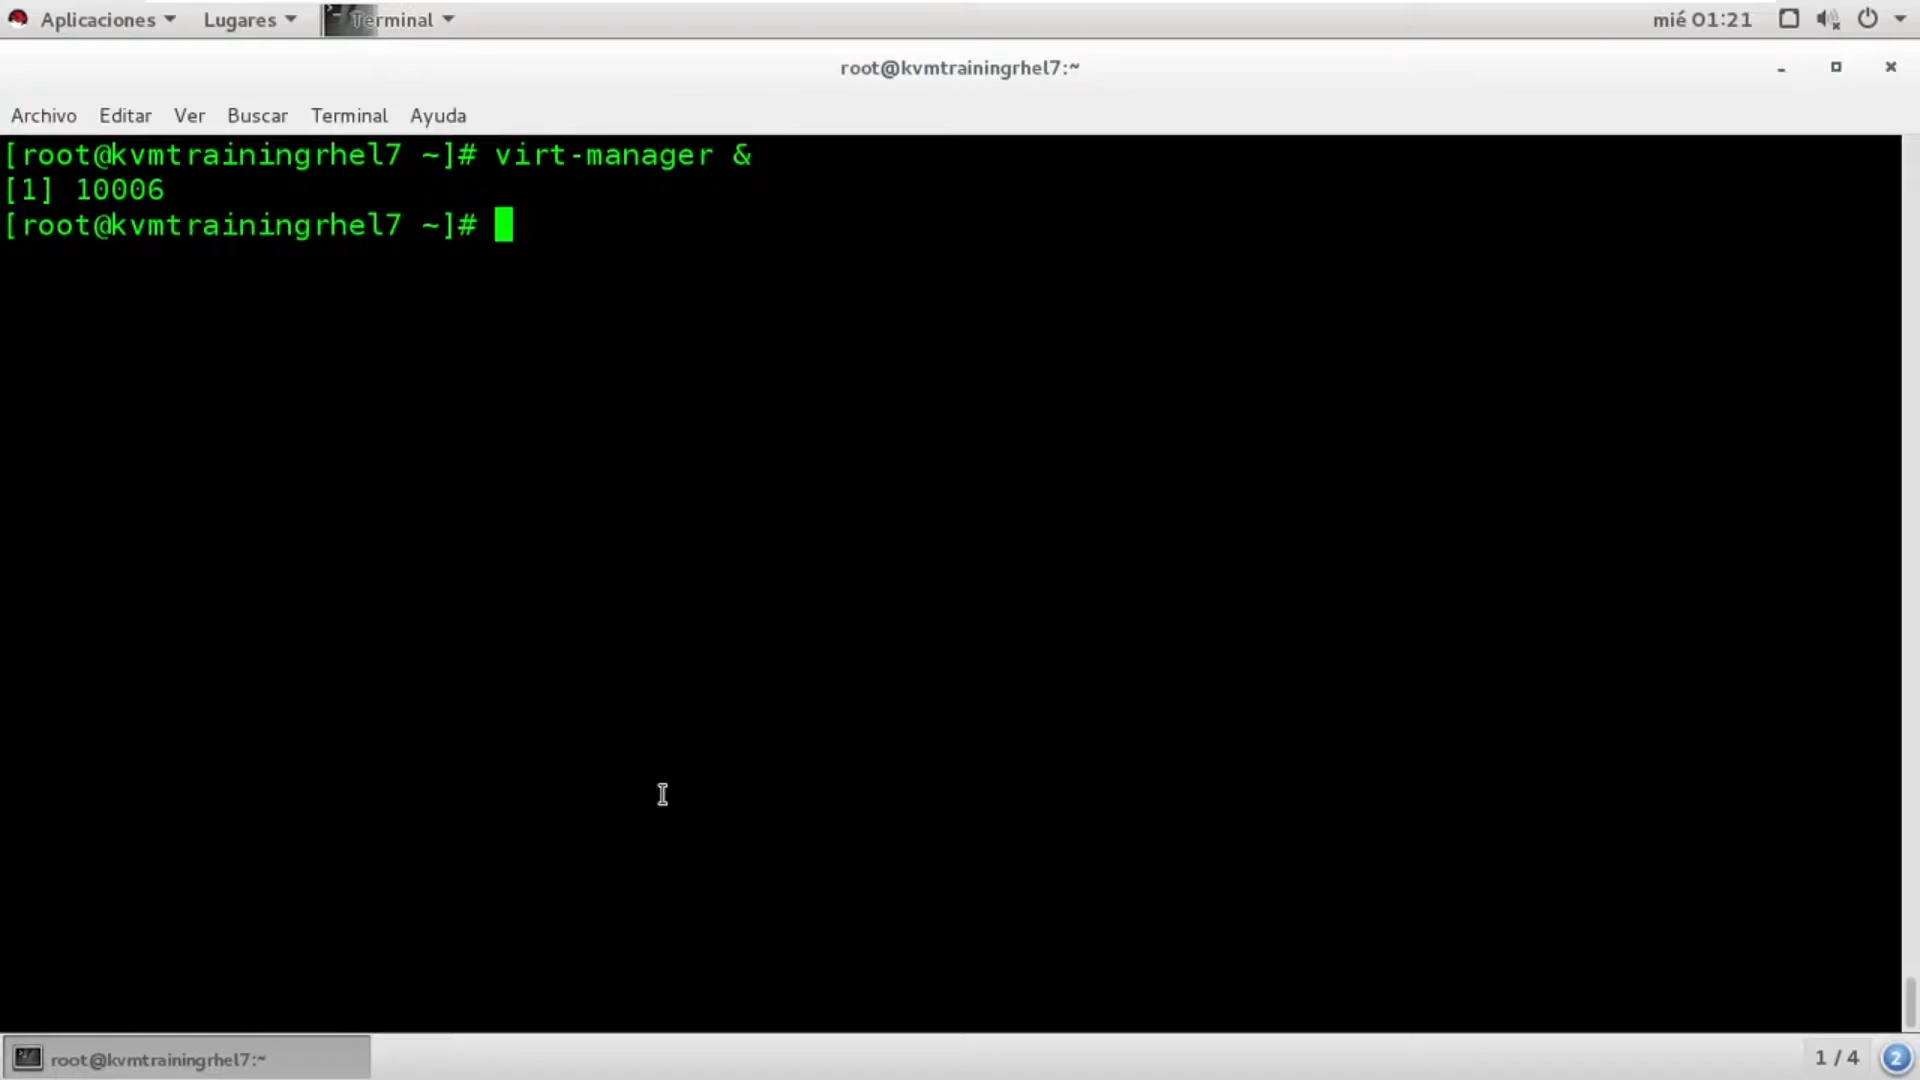 Aplicaciones Lugares Terminal mié 01:21
root@kvmtrainingrhel7:~
Archivo Editar Ver Buscar Terminal Ayuda
[root@kvmtrainingrhel7 ~]# virt-manager &
[1] 10006
[root@kvmtrainingrhel7 ~]#
root@kvmtrainingrhel7:~ 1 / 4 2